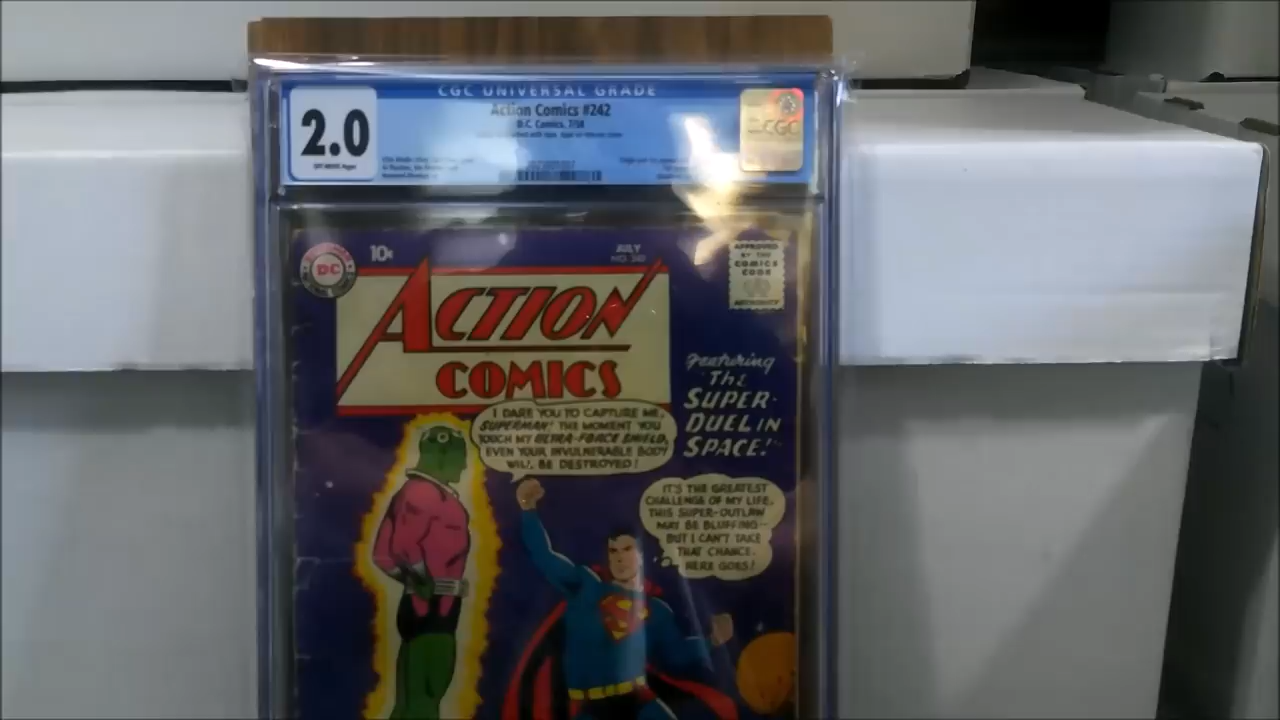 CGC UNIVERSAL GRADE
2.0
Action Comics #242
D.C. Comics, 7/58
CGC
10¢
JULY
DC
APPROVED
BY THE
COMICS
CODE
AUTHORITY
ACTION
COMICS
Featuring
The
SUPER-
DUEL IN
SPACE!"
I DARE YOU TO CAPTURE ME,
SUPERMAN! THE MOMENT YOU
TOUCH MY ULTRA-FORCE SHIELD,
EVEN YOUR INVULNERABLE BODY
WILL BE DESTROYED!
IT'S THE GREATEST
CHALLENGE OF MY LIFE.
THIS SUPER-OUTLAW
MAY BE BLUFFING--
BUT I CAN'T TAKE
THAT CHANCE.
HERE GOES!
S